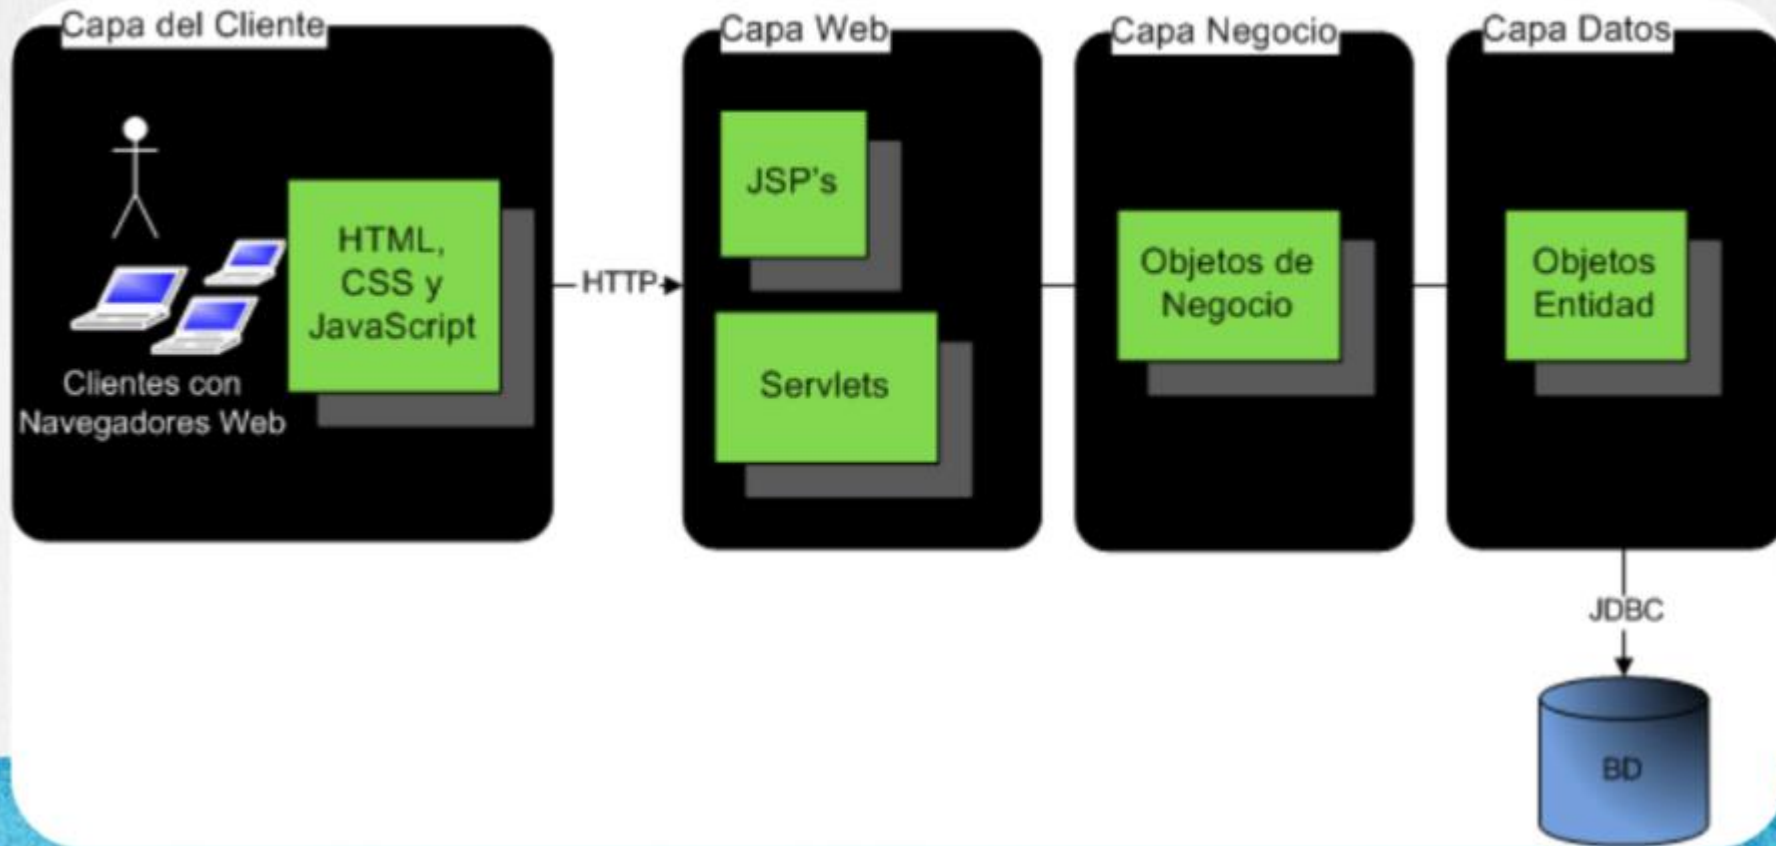 Capa del Cliente
HTML,
CSS y
JavaScript
Clientes con
Navegadores Web
HTTP
Capa Web
JSP's
Servlets
Capa Negocio
Objetos de
Negocio
Capa Datos
Objetos
Entidad
JDBC
BD